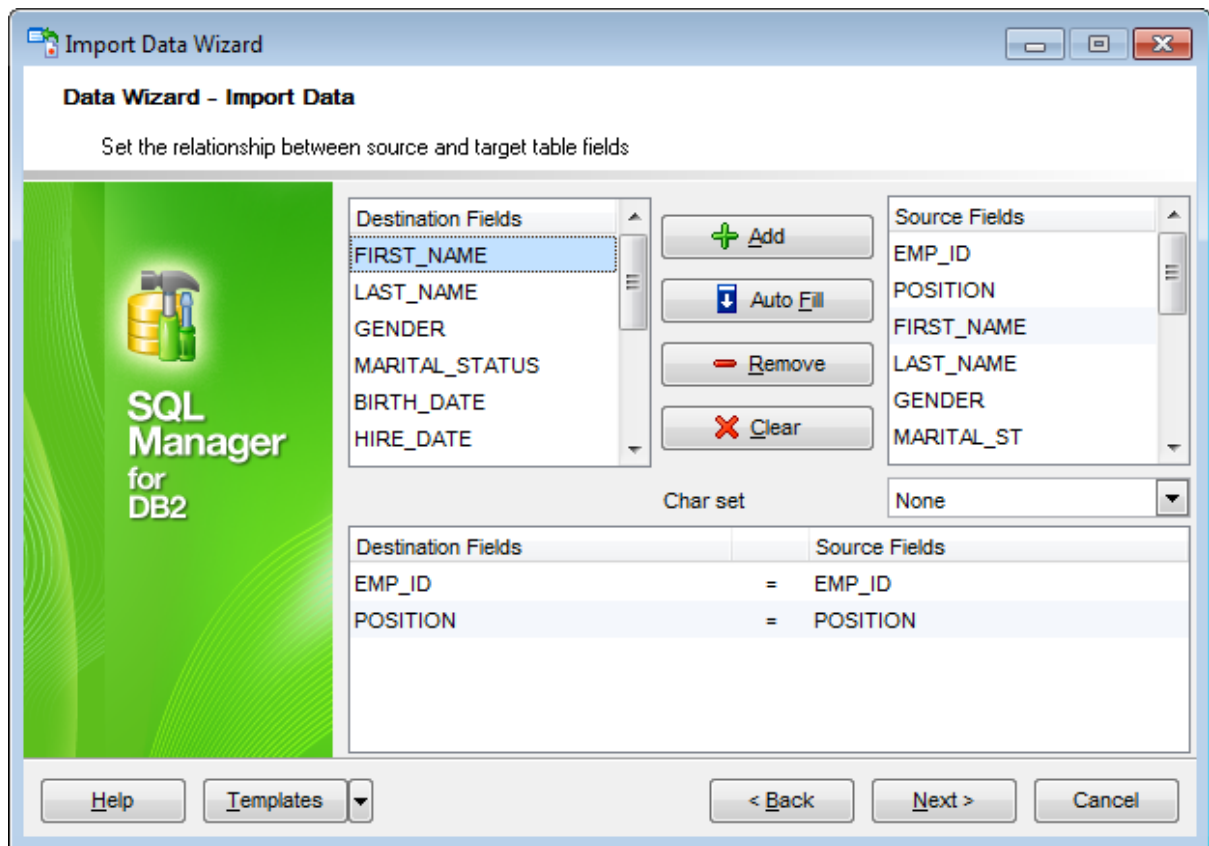 Import Data Wizard
Data Wizard - Import Data
Set the relationship between source and target table fields
SQL
Manager
for
DB2
Destination Fields
FIRST_NAME
LAST_NAME
GENDER
MARITAL_STATUS
BIRTH_DATE
HIRE_DATE
Add
Auto Fill
Remove
Clear
Source Fields
EMP_ID
POSITION
FIRST_NAME
LAST_NAME
GENDER
MARITAL_ST
Char set None
Destination Fields Source Fields
EMP_ID = EMP_ID
POSITION = POSITION
Help Templates < Back Next > Cancel